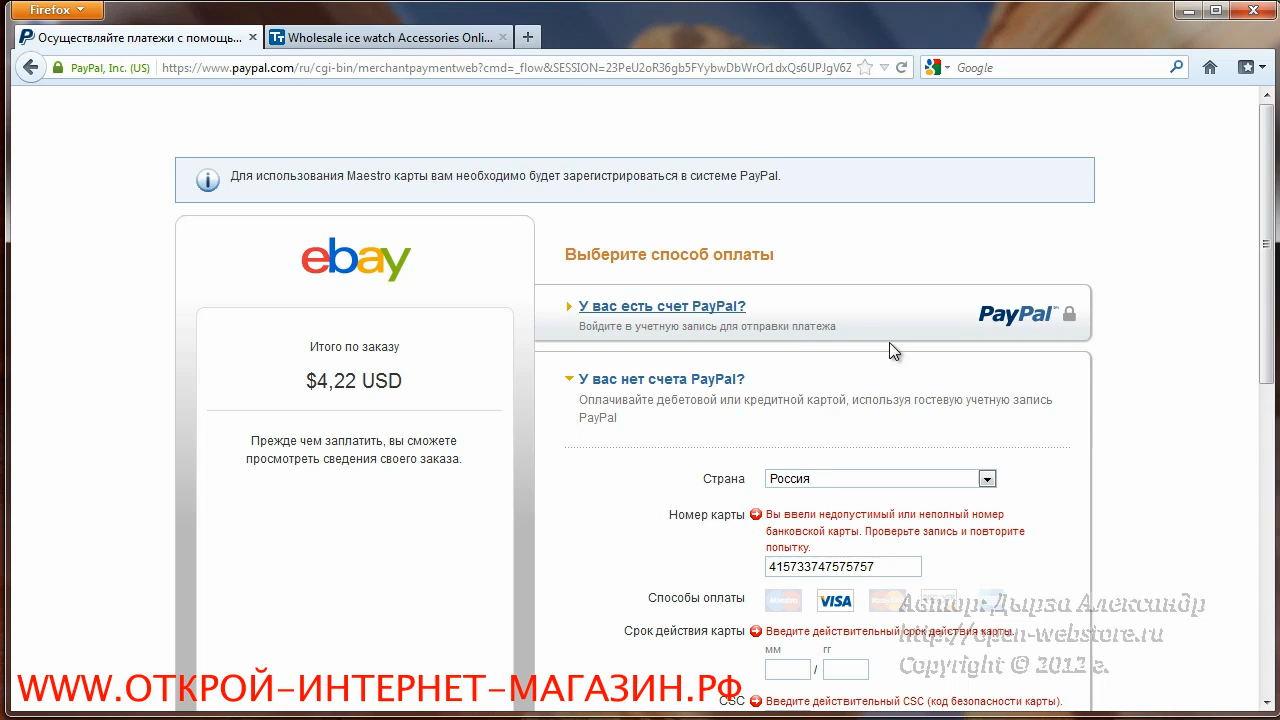 Firefox
Осуществляйте платежи с помощь...
Wholesale ice watch Accessories Onli...
PayPal, Inc. (US)
https://www.paypal.com/ru/cgi-bin/merchantpaymentweb?cmd=_flow&SESSION=23PeU2oR36gb5FYybwDbWrOr1dxQs6UPJgV6Z
Google
Для использования Maestro карты вам необходимо будет зарегистрироваться в системе PayPal.
ebay
Итого по заказу
$4,22 USD
Прежде чем заплатить, вы сможете
просмотреть сведения своего заказа.
Выберите способ оплаты
У вас есть счет PayPal?
Войдите в учетную запись для отправки платежа
PayPal
У вас нет счета PayPal?
Оплачивайте дебетовой или кредитной картой, используя гостевую учетную запись
PayPal
Страна
Россия
Номер карты
Вы ввели недопустимый или неполный номер
банковской карты. Проверьте запись и повторите
попытку.
415733747575757
Способы оплаты
Maestro
VISA
Срок действия карты
Введите действительный срок действия карты.
мм
гг
/
CSC
Введите действительный CSC (код безопасности карты).
Автор: Дырза Александр
http://open-webstore.ru
Copyright © 2012 г.
WWW.ОТКРОЙ-ИНТЕРНЕТ-МАГАЗИН.РФ